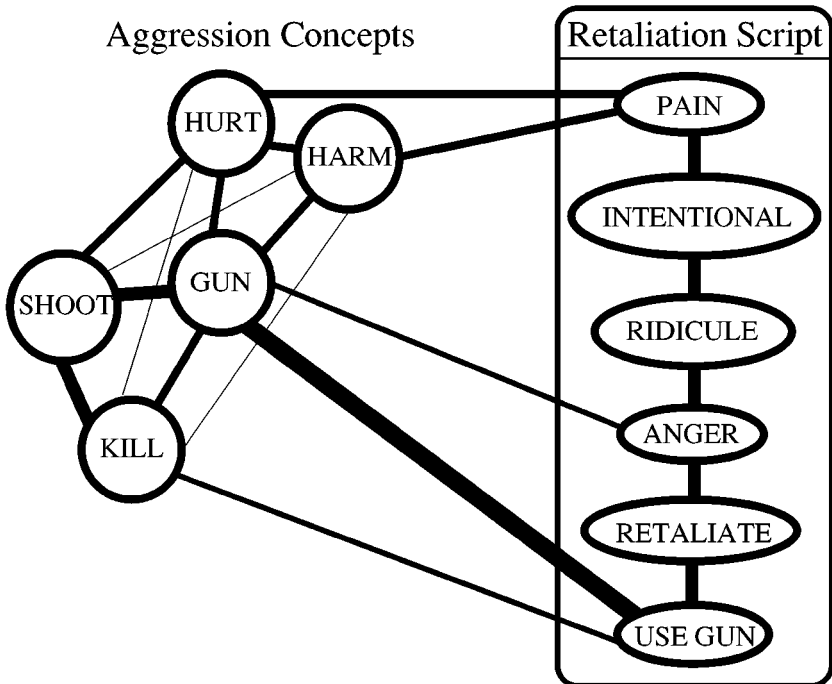 Aggression Concepts
HURT
HARM
GUN
SHOOT
KILL
Retaliation Script
PAIN
INTENTIONAL
RIDICULE
ANGER
RETALIATE
USE GUN